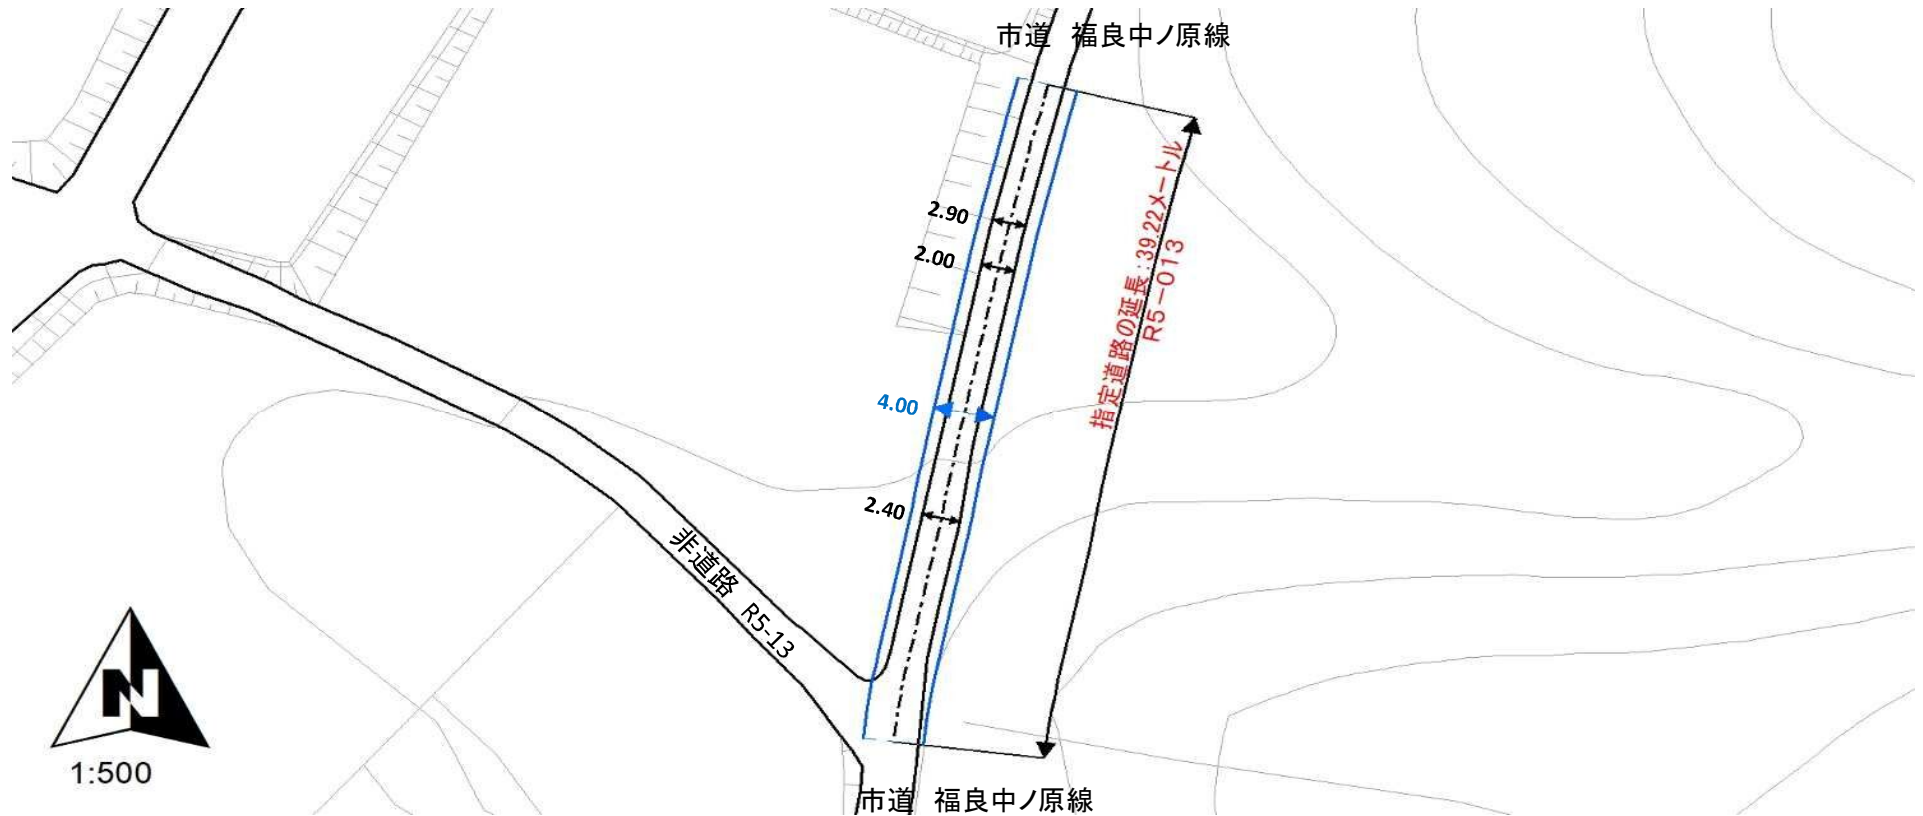 市道　福良中ノ原線
2.90
2.00
指定道路の延長：39.22メートル
R5－013
4.00
2.40
非道路　R5-13
N
1:500
市道　福良中ノ原線